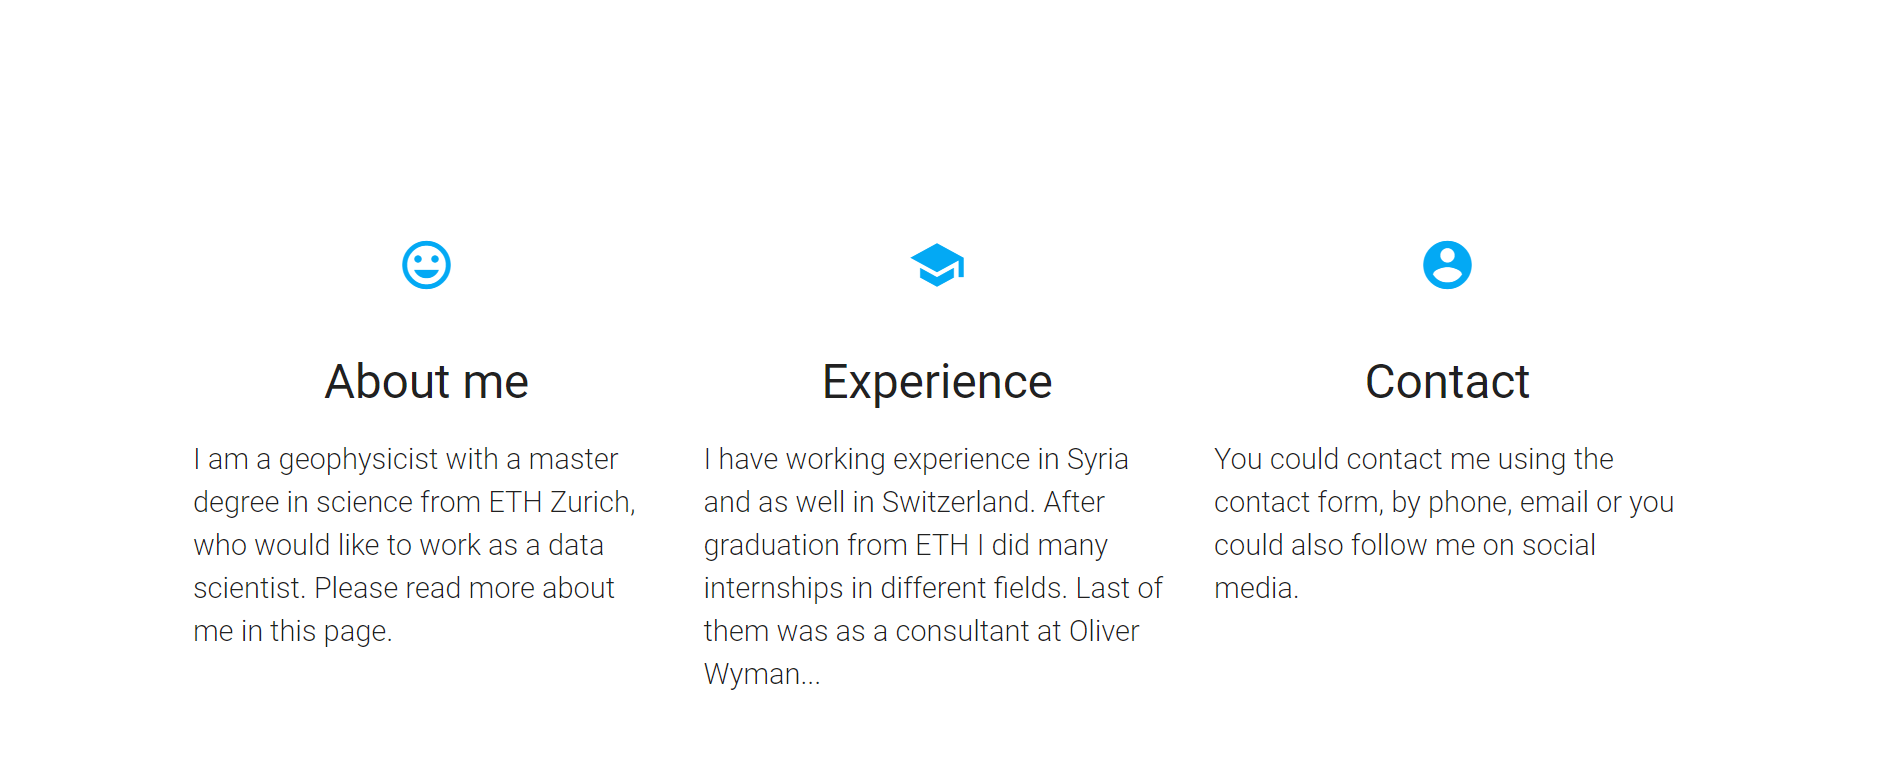 About me
I am a geophysicist with a master
degree in science from ETH Zurich,
who would like to work as a data
scientist. Please read more about
me in this page.
Experience
I have working experience in Syria
and as well in Switzerland. After
graduation from ETH I did many
internships in different fields. Last of
them was as a consultant at Oliver
Wyman...
Contact
You could contact me using the
contact form, by phone, email or you
could also follow me on social
media.